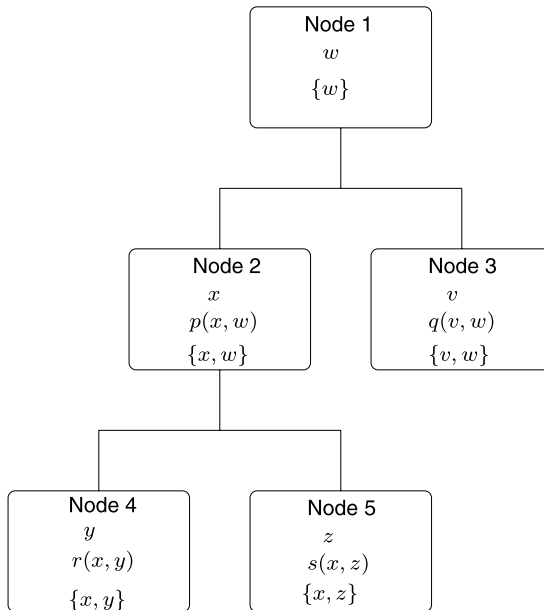 Node 1
w
{w}
Node 2
x
p(x, w)
{x, w}
Node 3
v
q(v, w)
{v, w}
Node 4
y
r(x, y)
{x, y}
Node 5
z
s(x, z)
{x, z}